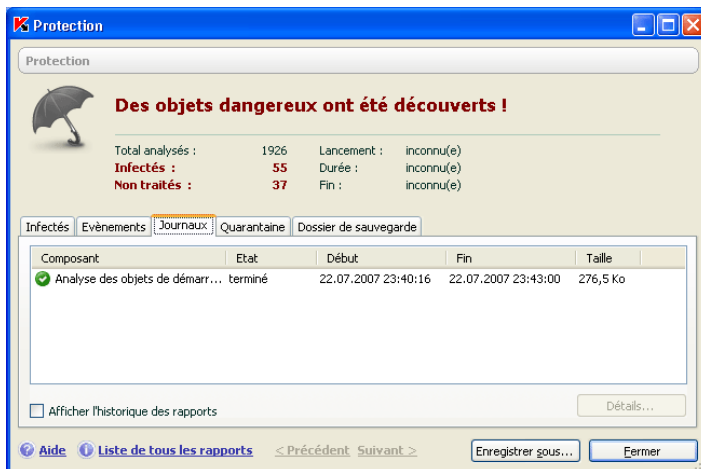 Protection
Protection
Des objets dangereux ont été découverts !
Total analysés : 1926 Lancement : inconnu(e)
Infectés : 55 Durée : inconnu(e)
Non traités : 37 Fin : inconnu(e)
Infectés Evènements Journaux Quarantaine Dossier de sauvegarde
Composant Etat Début Fin Taille
Analyse des objets de démarr... terminé 22.07.2007 23:40:16 22.07.2007 23:43:00 276,5 Ko
Afficher l'historique des rapports Détails...
Aide Liste de tous les rapports < Précédent Suivant > Enregistrer sous... Fermer